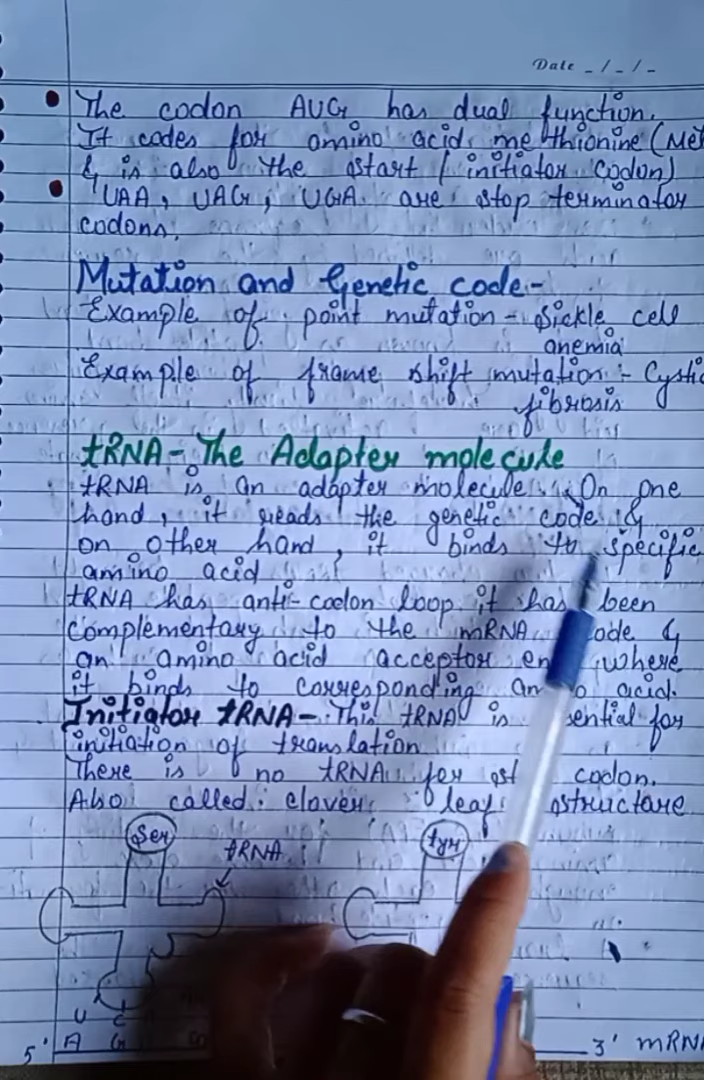 Date _/_/_
The codon AUG has dual function.
It codes for amino acid methionine (Met
& is also the start / initiator codon)
UAA, UAG, UGA are stop terminator
codons.
Mutation and Genetic code-
Example of point mutation - Sickle cell
anemia
Example of frame shift mutation - Cystic
fibrosis
tRNA - The Adapter molecule
tRNA is an adapter molecule. On one
hand, it reads the genetic code &
on other hand, it binds to specific
amino acid
tRNA has anti-codon loop it has been
complementary to the mRNA code &
an amino acid acceptor en where
it binds to corresponding am o acid.
Initiator tRNA - This tRNA is ential for
initiation of translation
There is no tRNA for st codon.
Also called clover leaf structure
Ser tyr
tRNA
U C
5' A G 3' mRNA